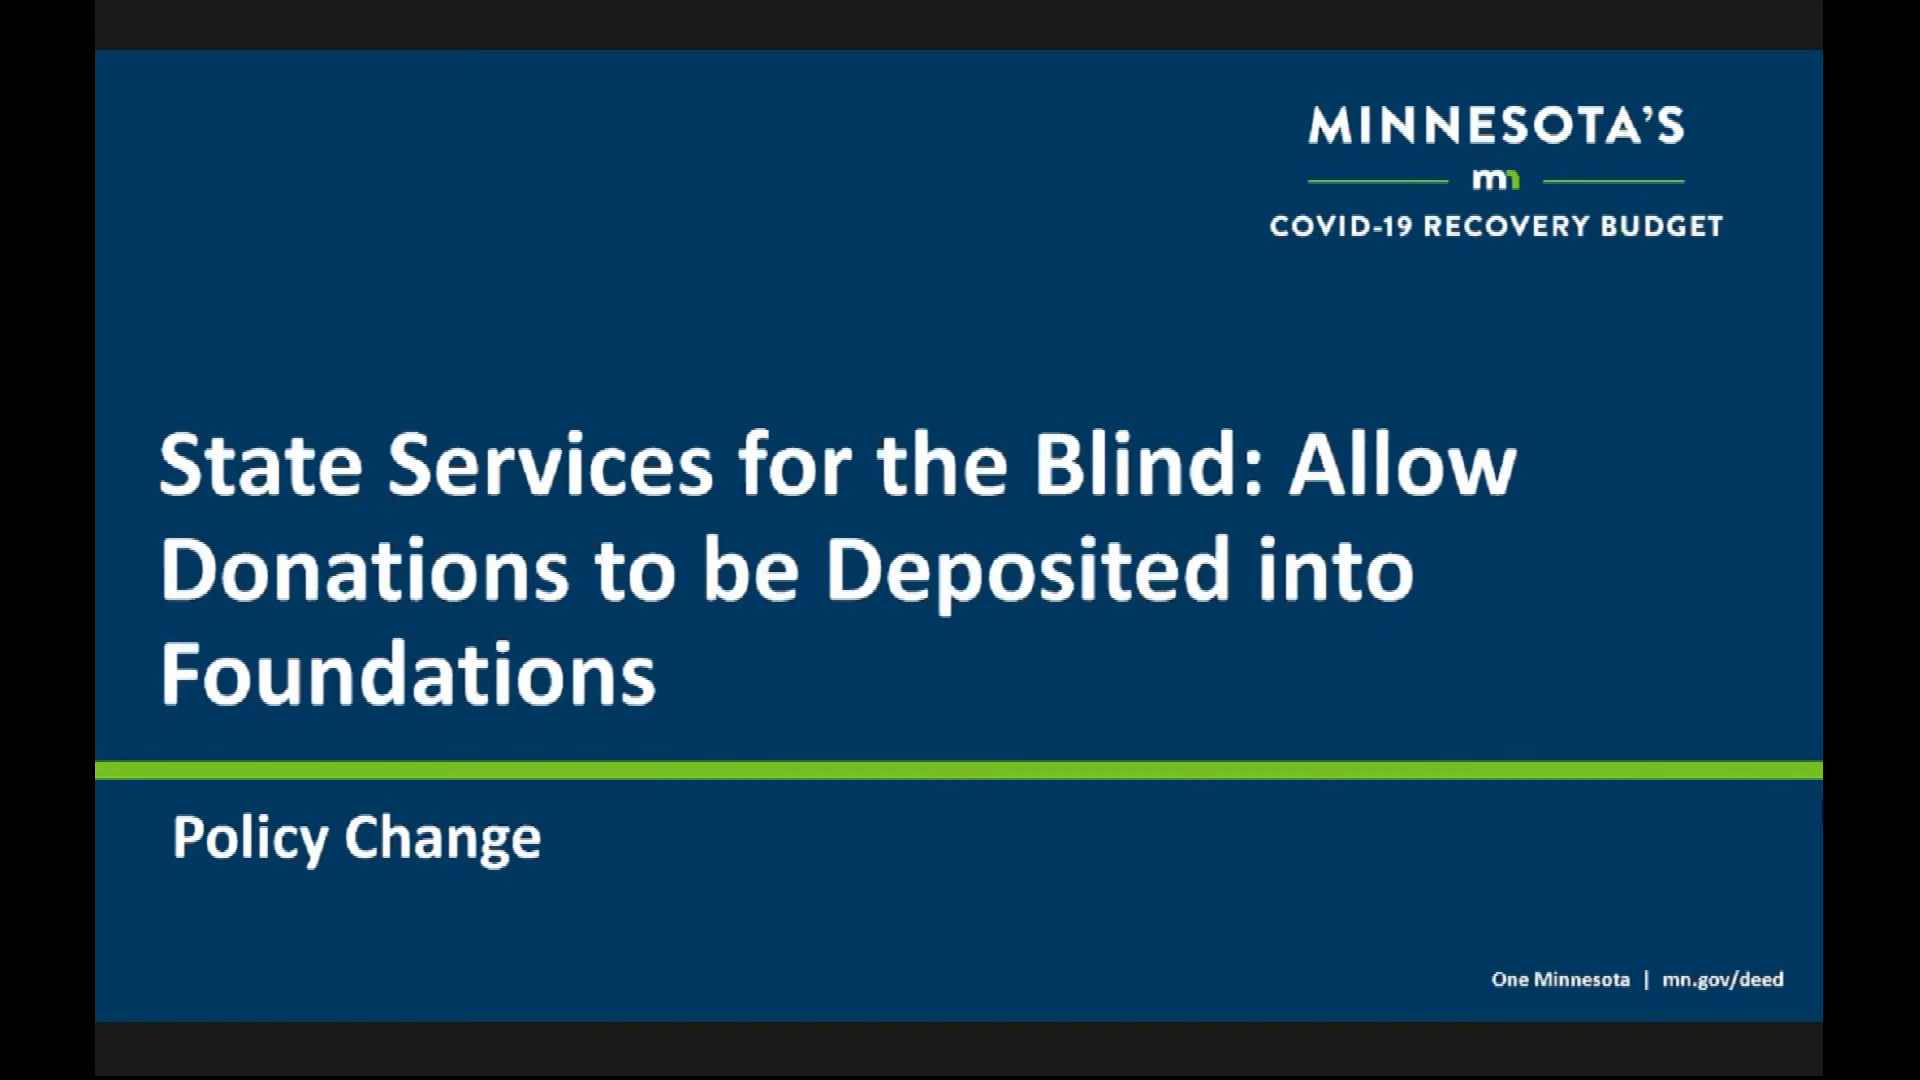 MINNESOTA'S
mn
COVID-19 RECOVERY BUDGET
State Services for the Blind: Allow
Donations to be Deposited into
Foundations
Policy Change
One Minnesota | mn.gov/deed